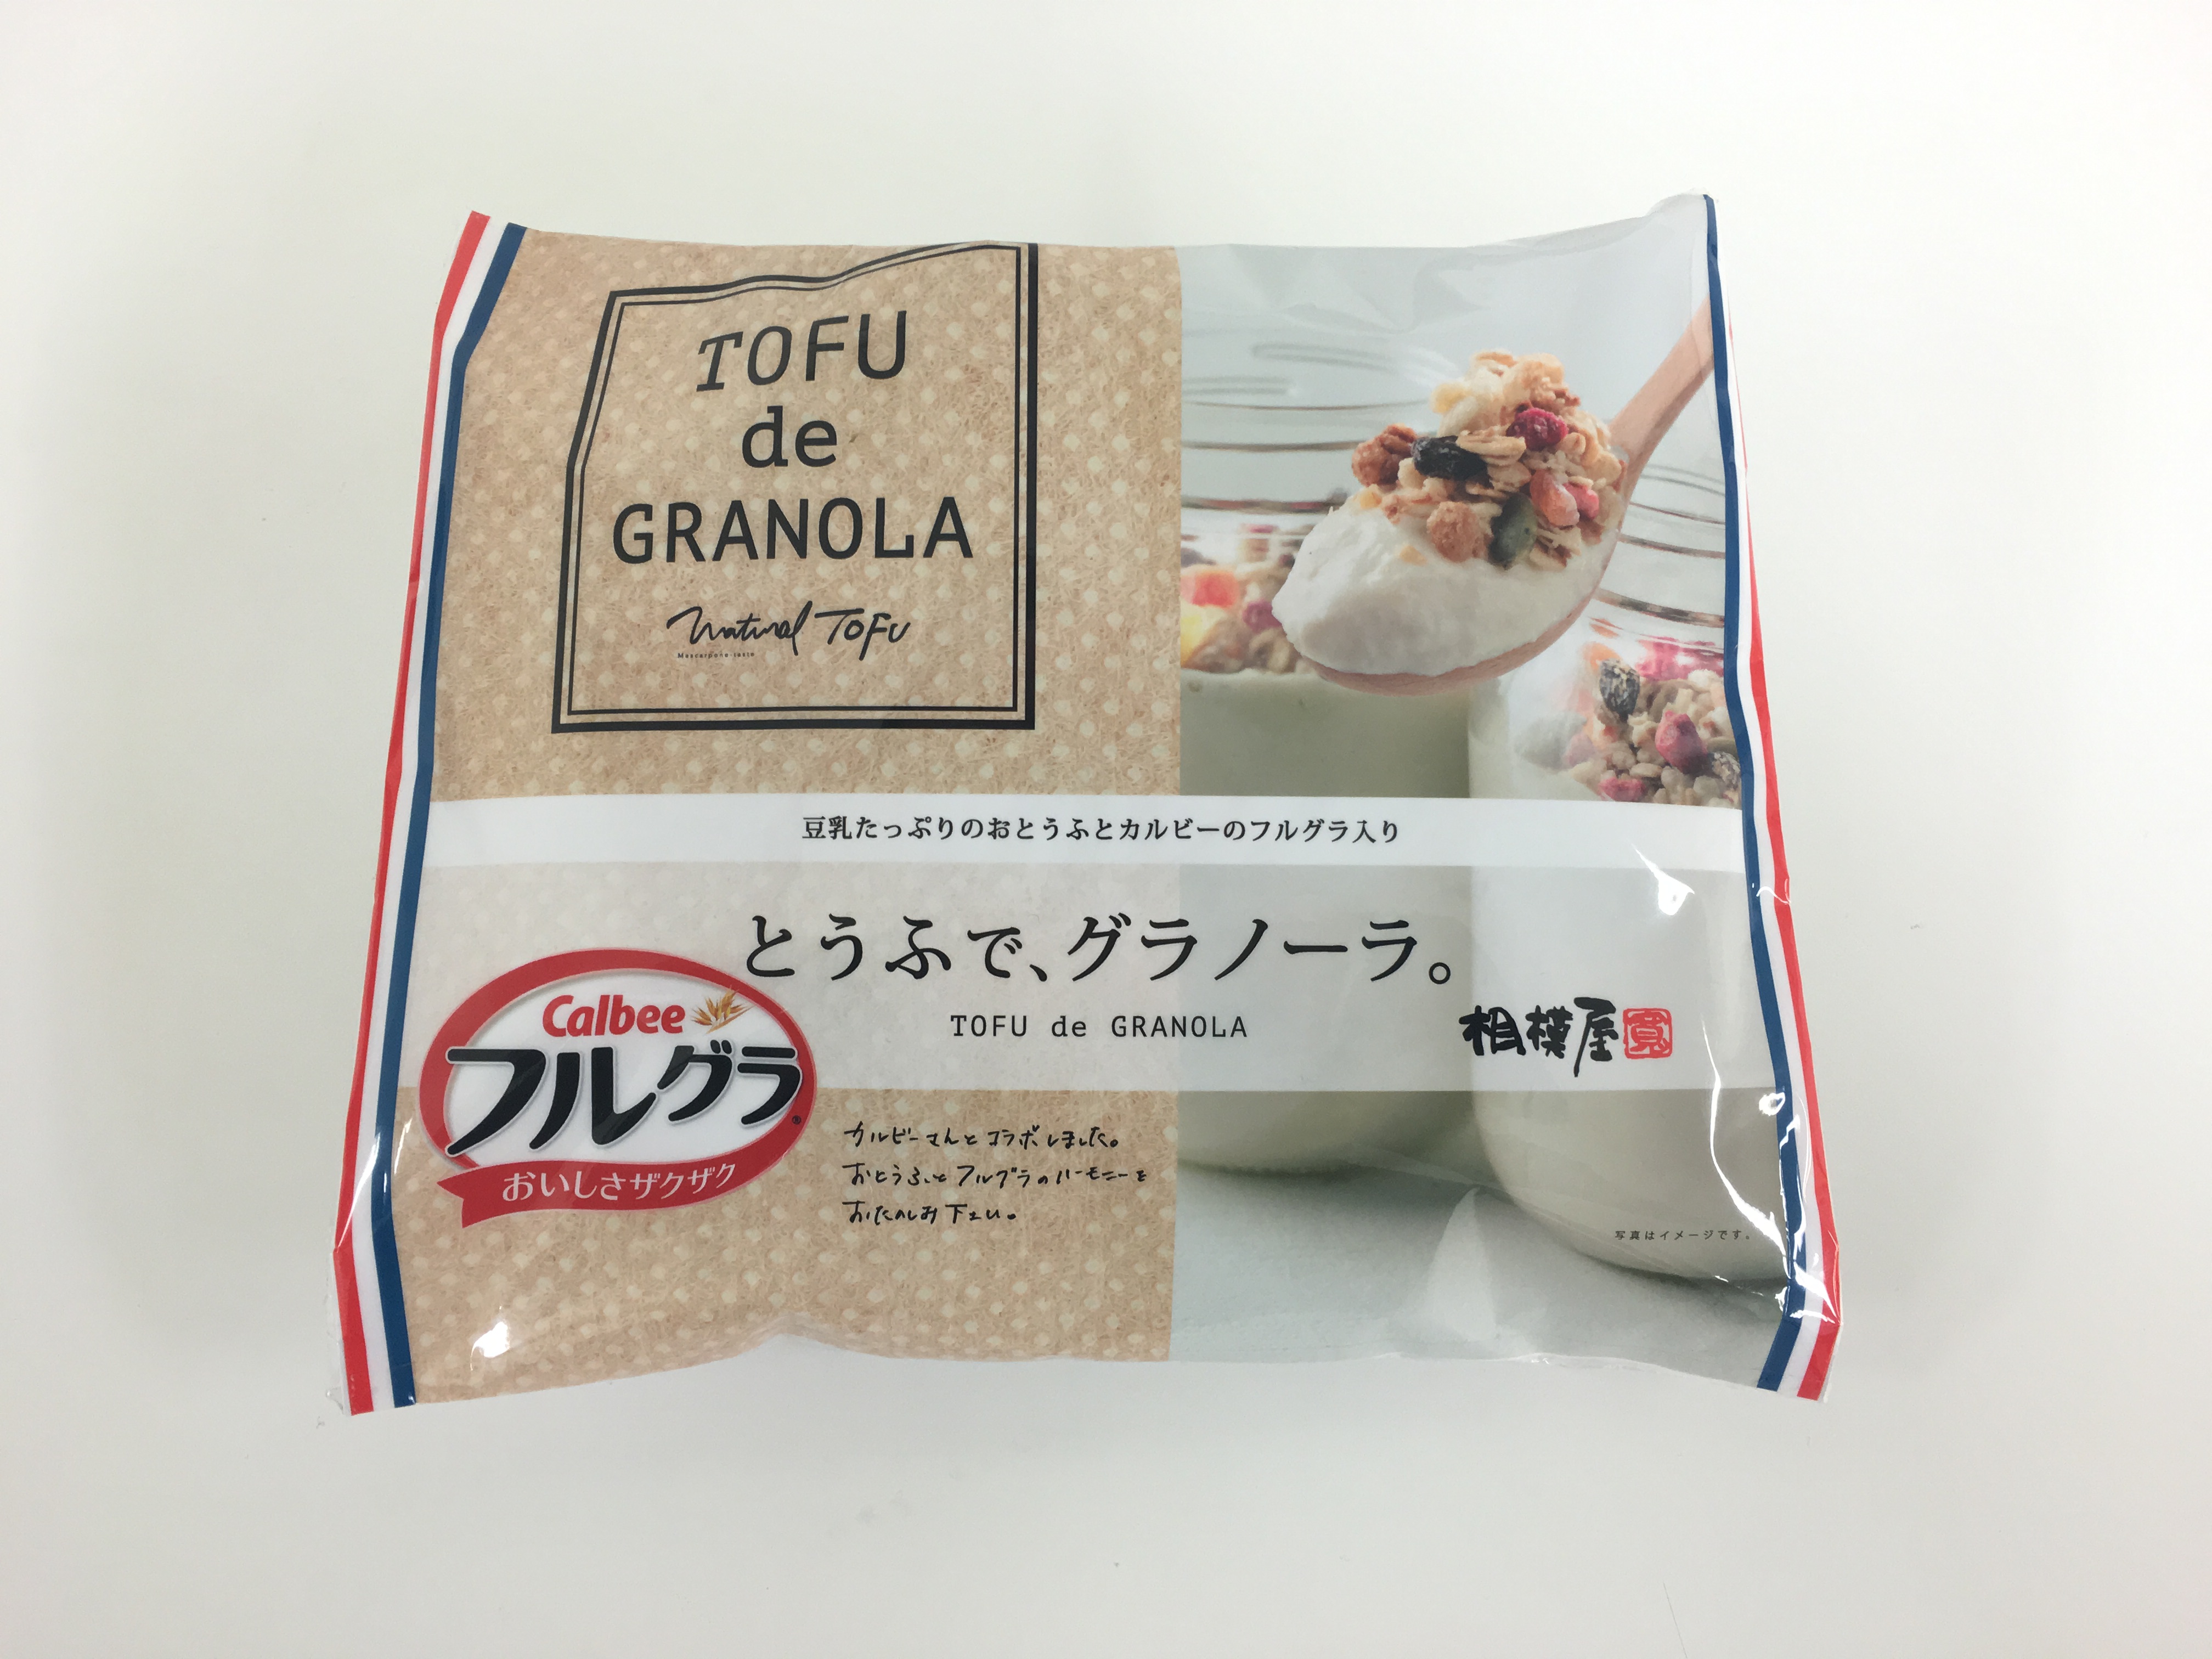 TOFU
de
GRANOLA
Natural TOFU
Mascarpone-taste
豆乳たっぷりのおとうふとカルビーのフルグラ入り
とうふで、グラノーラ。
TOFU de GRANOLA
相模屋
Calbee
フルグラ®
おいしさザクザク
カルビーさんとコラボしました。
おとうふとフルグラのハーモニーを
おたのしみ下さい。
写真はイメージです。